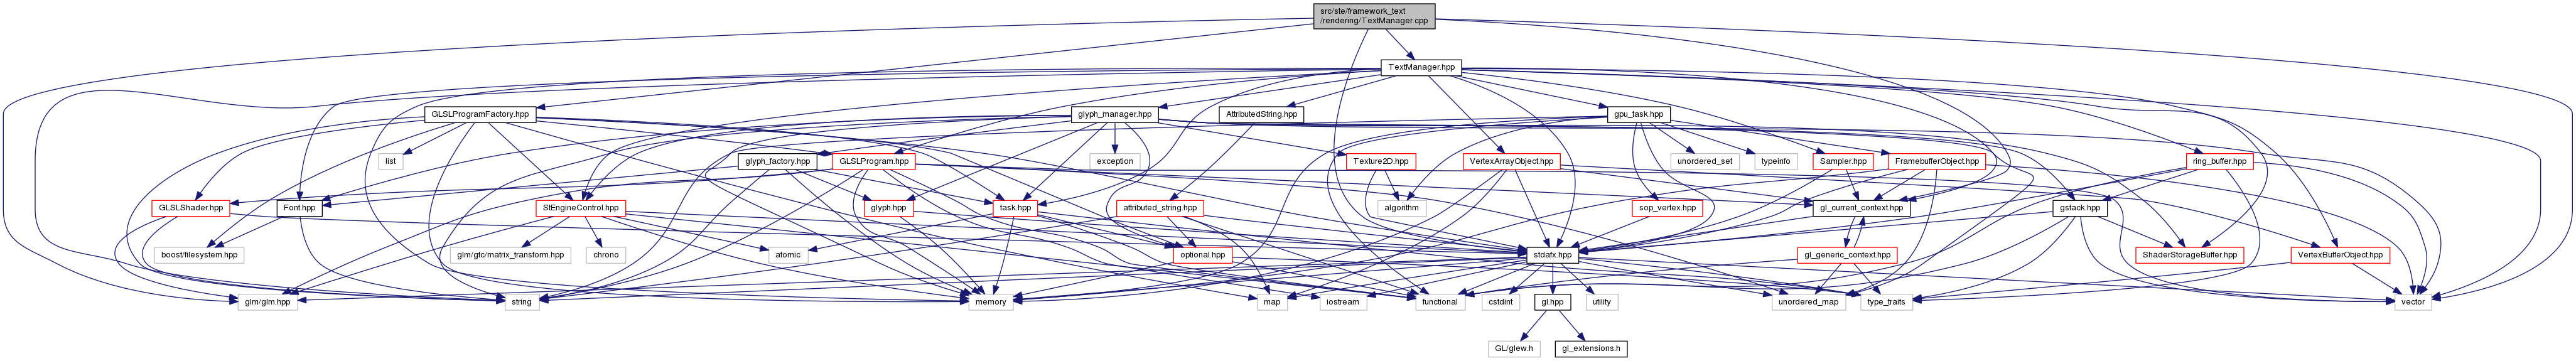 src/ste/framework_text
/rendering/TextManager.cpp
TextManager.hpp
GLSLProgramFactory.hpp
glyph_manager.hpp
AttributedString.hpp
gpu_task.hpp
list
glyph_factory.hpp
GLSLProgram.hpp
exception
Texture2D.hpp
VertexArrayObject.hpp
unordered_set
typeinfo
Sampler.hpp
FramebufferObject.hpp
ring_buffer.hpp
GLSLShader.hpp
Font.hpp
StEngineControl.hpp
glyph.hpp
task.hpp
attributed_string.hpp
algorithm
sop_vertex.hpp
gl_current_context.hpp
gstack.hpp
boost/filesystem.hpp
glm/gtc/matrix_transform.hpp
chrono
atomic
optional.hpp
stdafx.hpp
gl_generic_context.hpp
ShaderStorageBuffer.hpp
VertexBufferObject.hpp
glm/glm.hpp
string
memory
map
iostream
functional
cstdint
gl.hpp
utility
unordered_map
type_traits
vector
GL/glew.h
gl_extensions.h